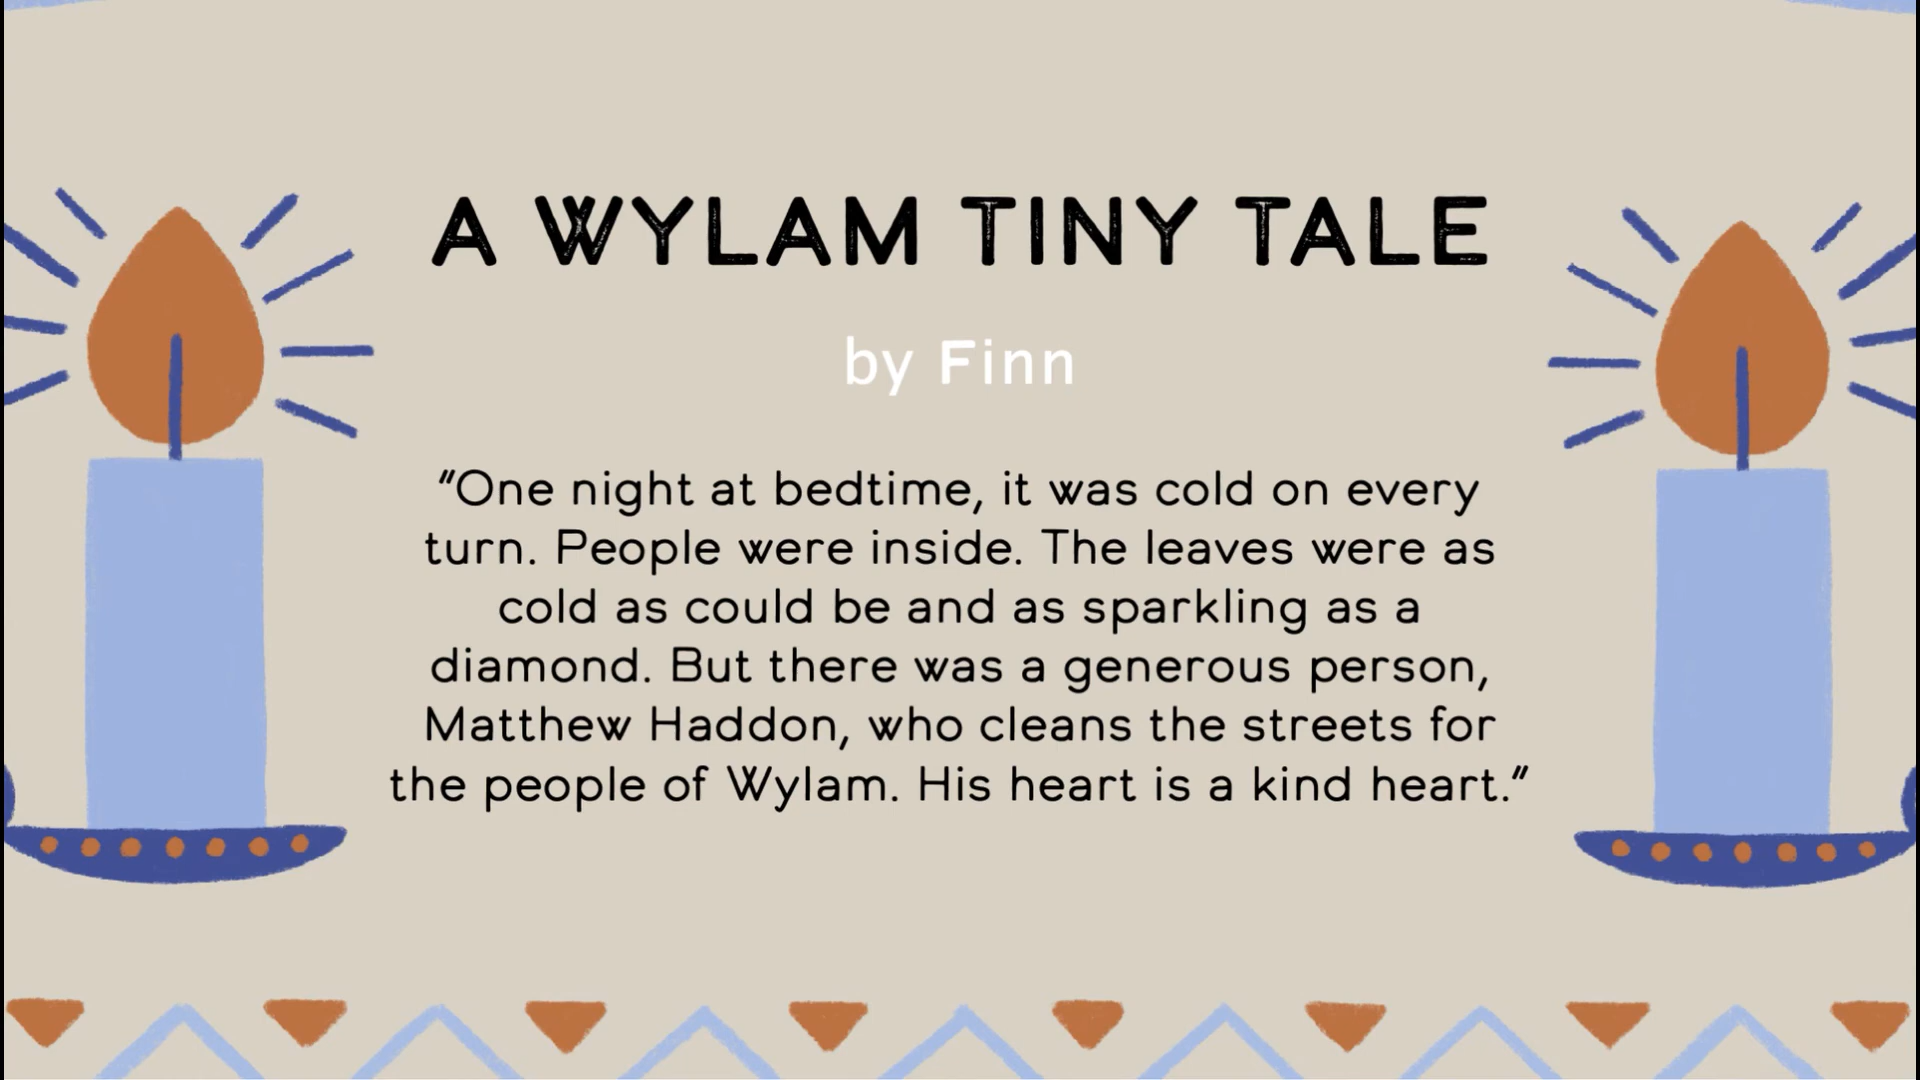 A WYLAM TINY TALE
by Finn
"One night at bedtime, it was cold on every
turn. People were inside. The leaves were as
cold as could be and as sparkling as a
diamond. But there was a generous person,
Matthew Haddon, who cleans the streets for
the people of Wylam. His heart is a kind heart."